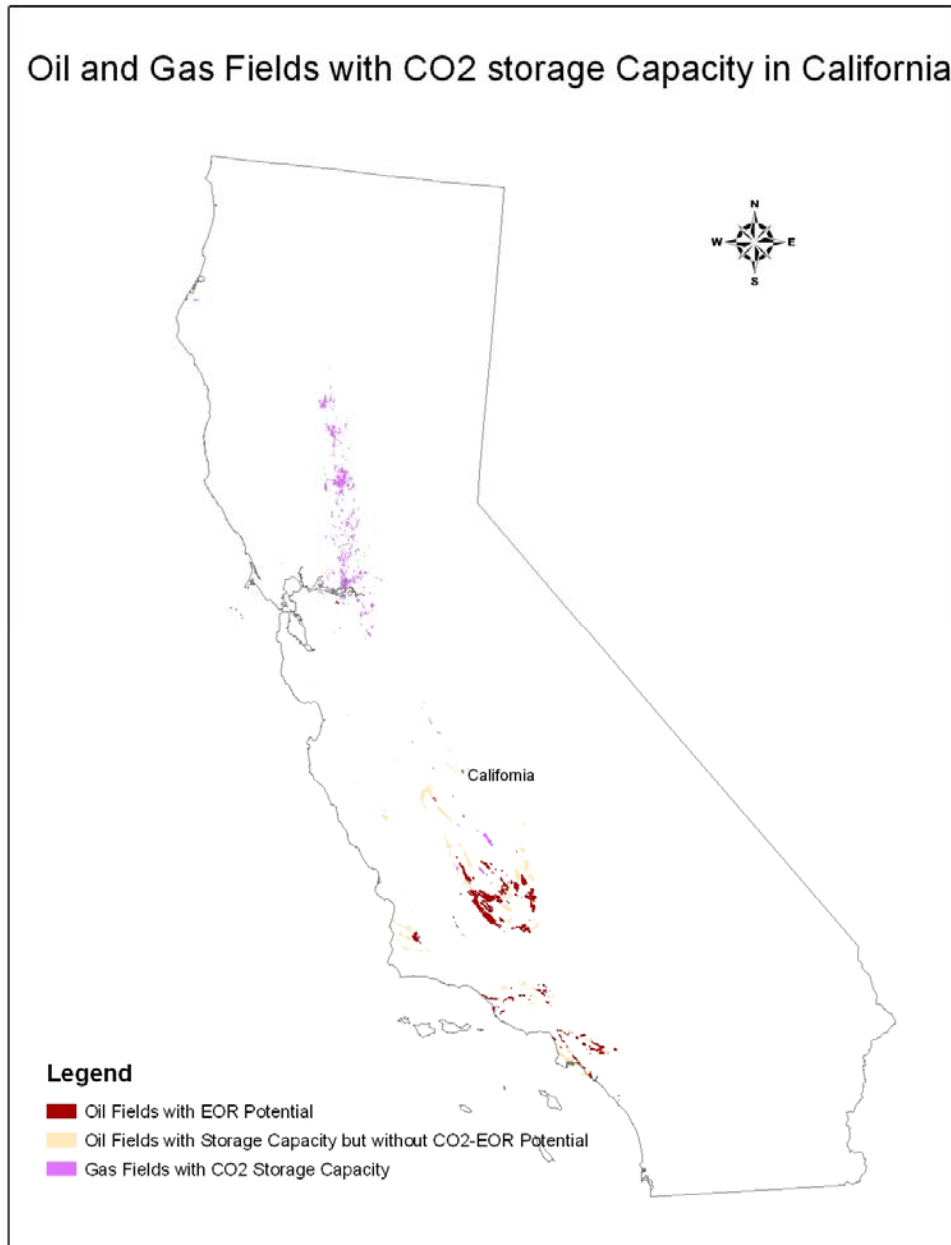 Oil and Gas Fields with CO2 storage Capacity in California
N
W E
S
California
Legend
Oil Fields with EOR Potential
Oil Fields with Storage Capacity but without CO2-EOR Potential
Gas Fields with CO2 Storage Capacity